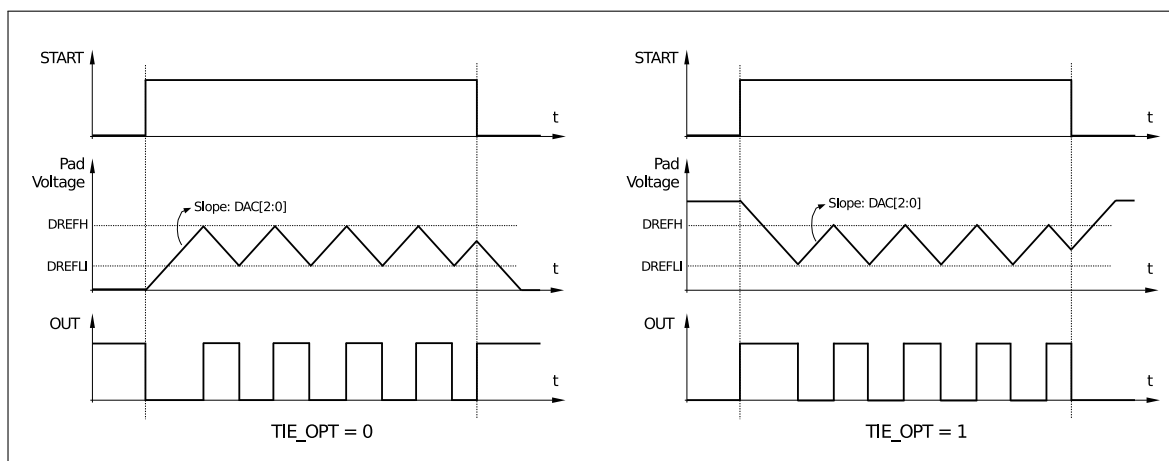 START
t
Pad
Voltage
Slope: DAC[2:0]
DREFH
DREFLI
t
OUT
t
TIE_OPT = 0
START
t
Pad
Voltage
Slope: DAC[2:0]
DREFH
DREFLI
t
OUT
t
TIE_OPT = 1